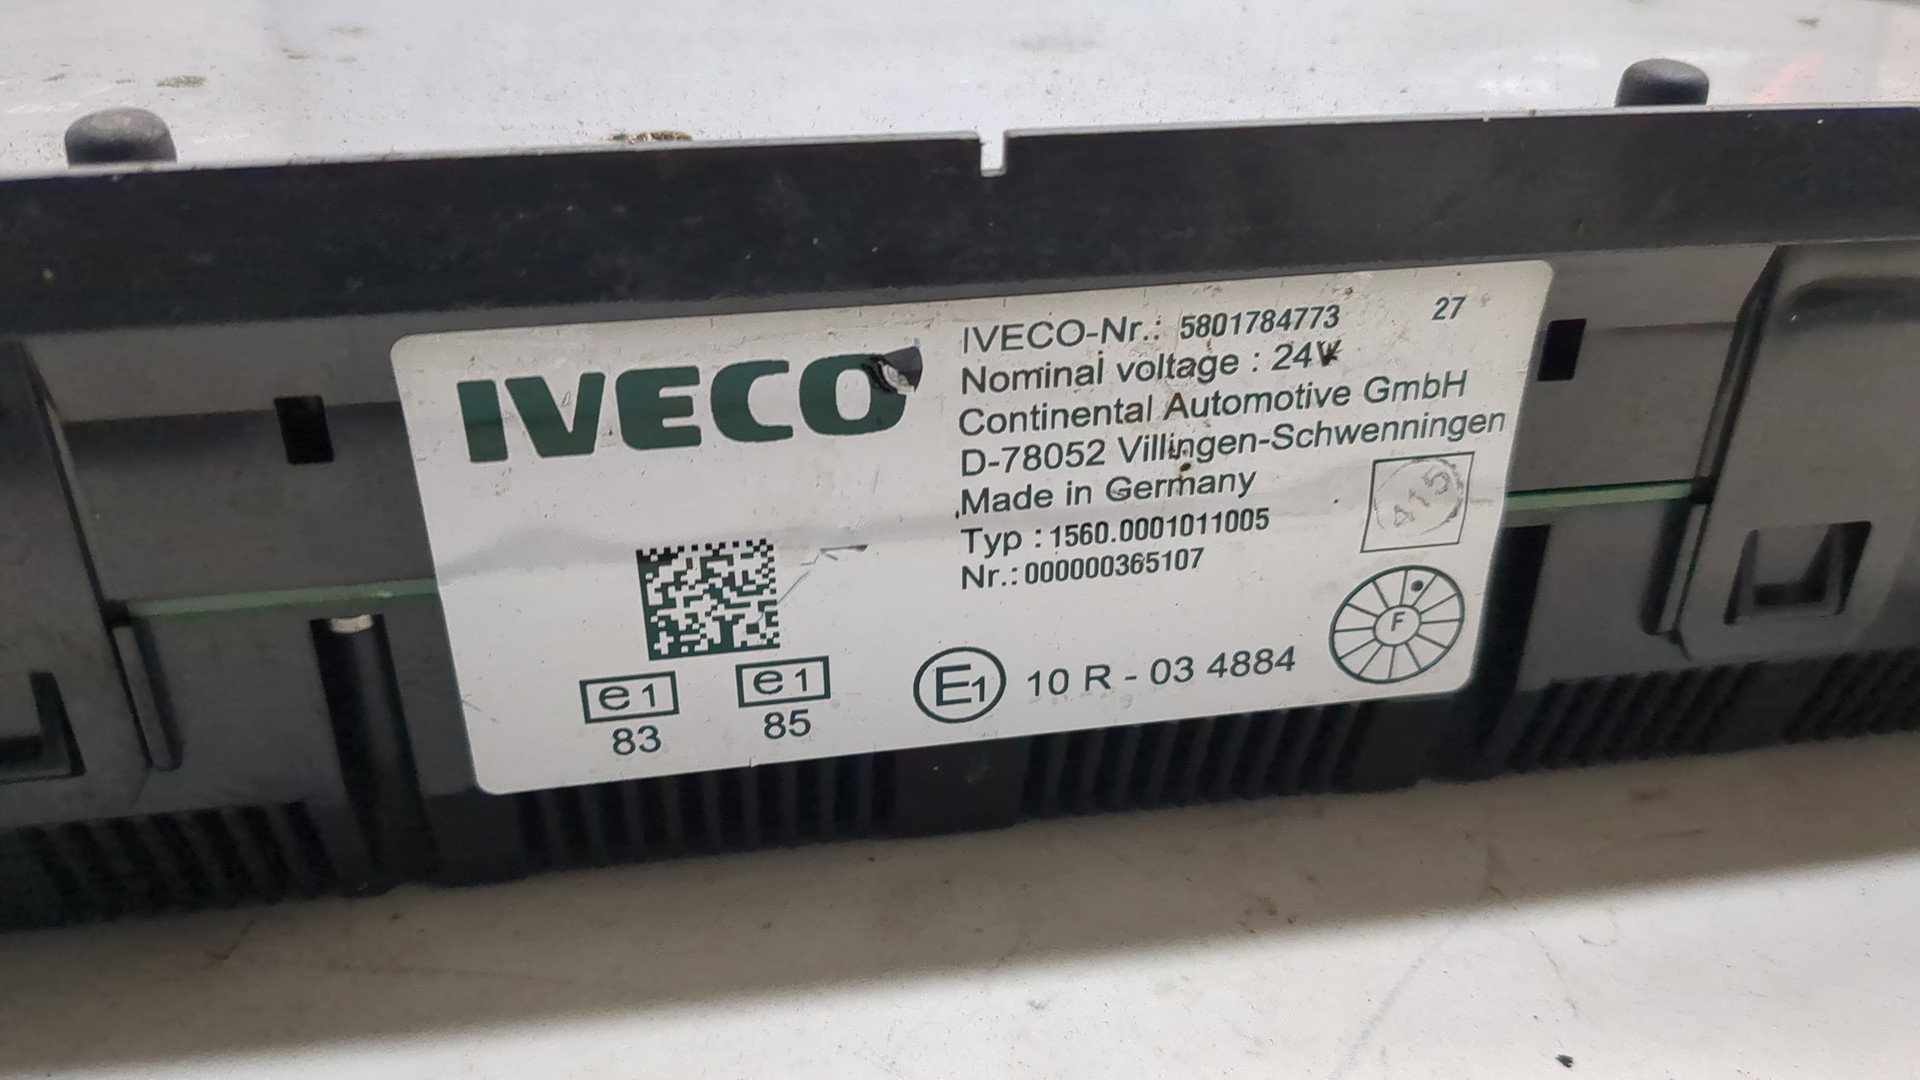 IVECO
IVECO-Nr.: 5801784773 27
Nominal voltage : 24V
Continental Automotive GmbH
D-78052 Villingen-Schwenningen
Made in Germany
Typ : 1560.0001011005
Nr.: 000000365107
e1
83
e1
85
E1 10 R - 03 4884
F